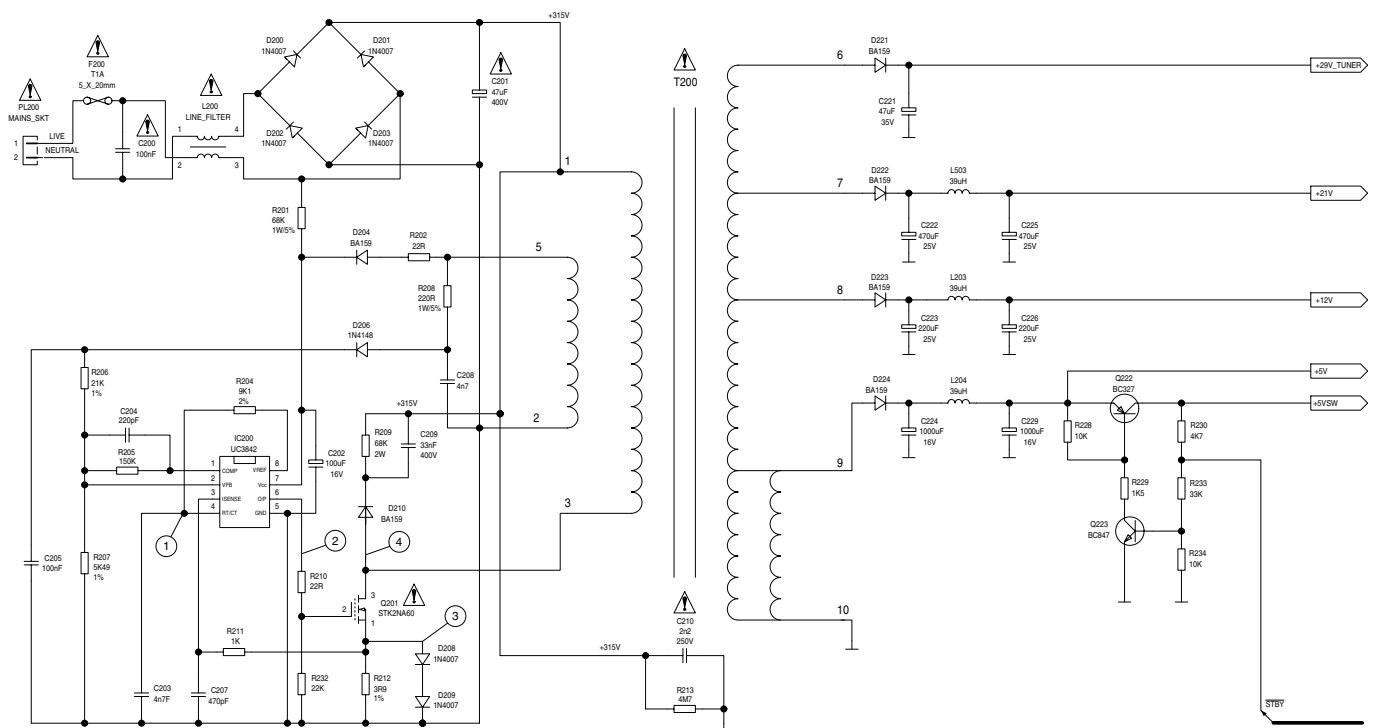 +315V
D200
1N4007
D201
1N4007
F200
T1A
5_X_20mm
PL200
MAINS_SKT
L200
LINE_FILTER
C201
47uF
400V
T200
6
D221
BA159
+29V_TUNER
C221
47uF
35V
1
LIVE
2
NEUTRAL
C200
100nF
1
4
2
3
D202
1N4007
D203
1N4007
1
7
D222
BA159
L503
39uH
+21V
C222
470uF
25V
C225
470uF
25V
R201
68K
1W/5%
D204
BA159
R202
22R
5
R208
220R
1W/5%
8
D223
BA159
L203
39uH
+12V
C223
220uF
25V
C226
220uF
25V
D206
1N4148
R206
21K
1%
R204
9K1
2%
C208
4n7
C204
220pF
R205
150K
IC200
UC3842
1
COMP
VREF
8
2
VFB
Vcc
7
3
ISENSE
O/P
6
4
RT/CT
GND
5
C202
100uF
16V
+315V
2
R209
68K
2W
C209
33nF
400V
D224
BA159
L204
39uH
Q222
BC327
+5V
+5VSW
C224
1000uF
16V
C229
1000uF
16V
R228
10K
R230
4K7
9
3
D210
BA159
R229
1K5
R233
33K
Q223
BC847
R234
10K
1
2
4
C205
100nF
R207
5K49
1%
R210
22R
2
3
1
Q201
STK2NA60
3
C210
2n2
250V
10
R211
1K
D208
1N4007
+315V
C203
4n7F
C207
470pF
R232
22K
R212
3R9
1%
D209
1N4007
R213
4M7
STBY